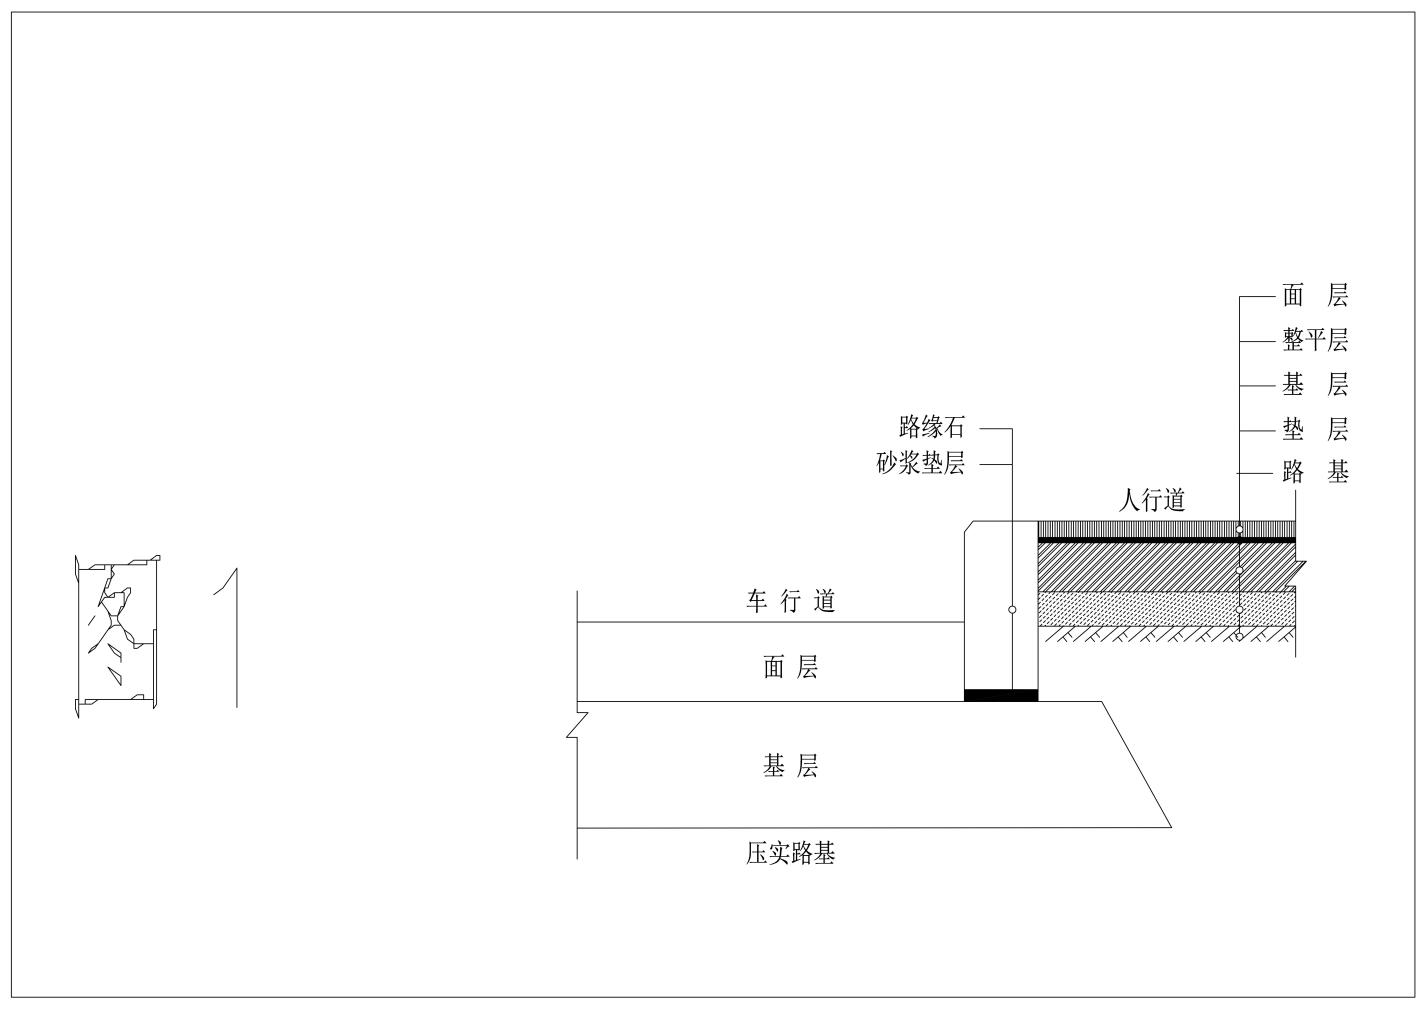 面 层
整平层
基 层
垫 层
路 基
路缘石
砂浆垫层
人行道
车 行 道
面 层
基 层
压实路基